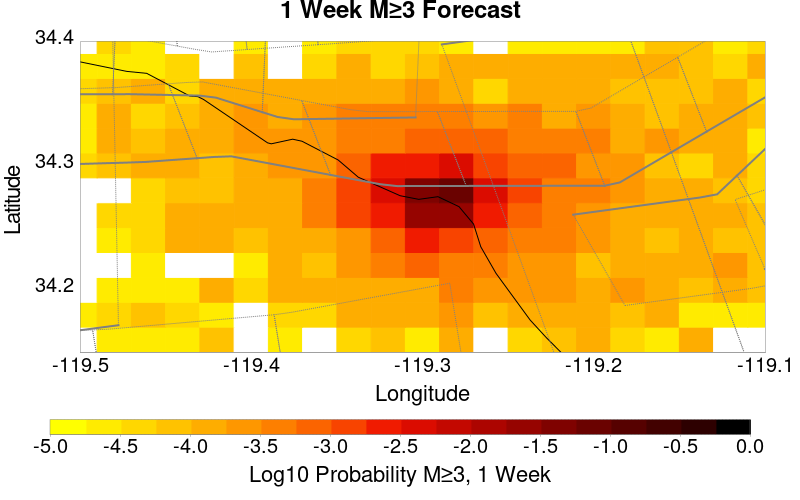 1 Week M≥3 Forecast
34.4
34.3
34.2
Latitude
-119.5 -119.4 -119.3 -119.2 -119.1
Longitude
-5.0 -4.5 -4.0 -3.5 -3.0 -2.5 -2.0 -1.5 -1.0 -0.5 0.0
Log10 Probability M≥3, 1 Week